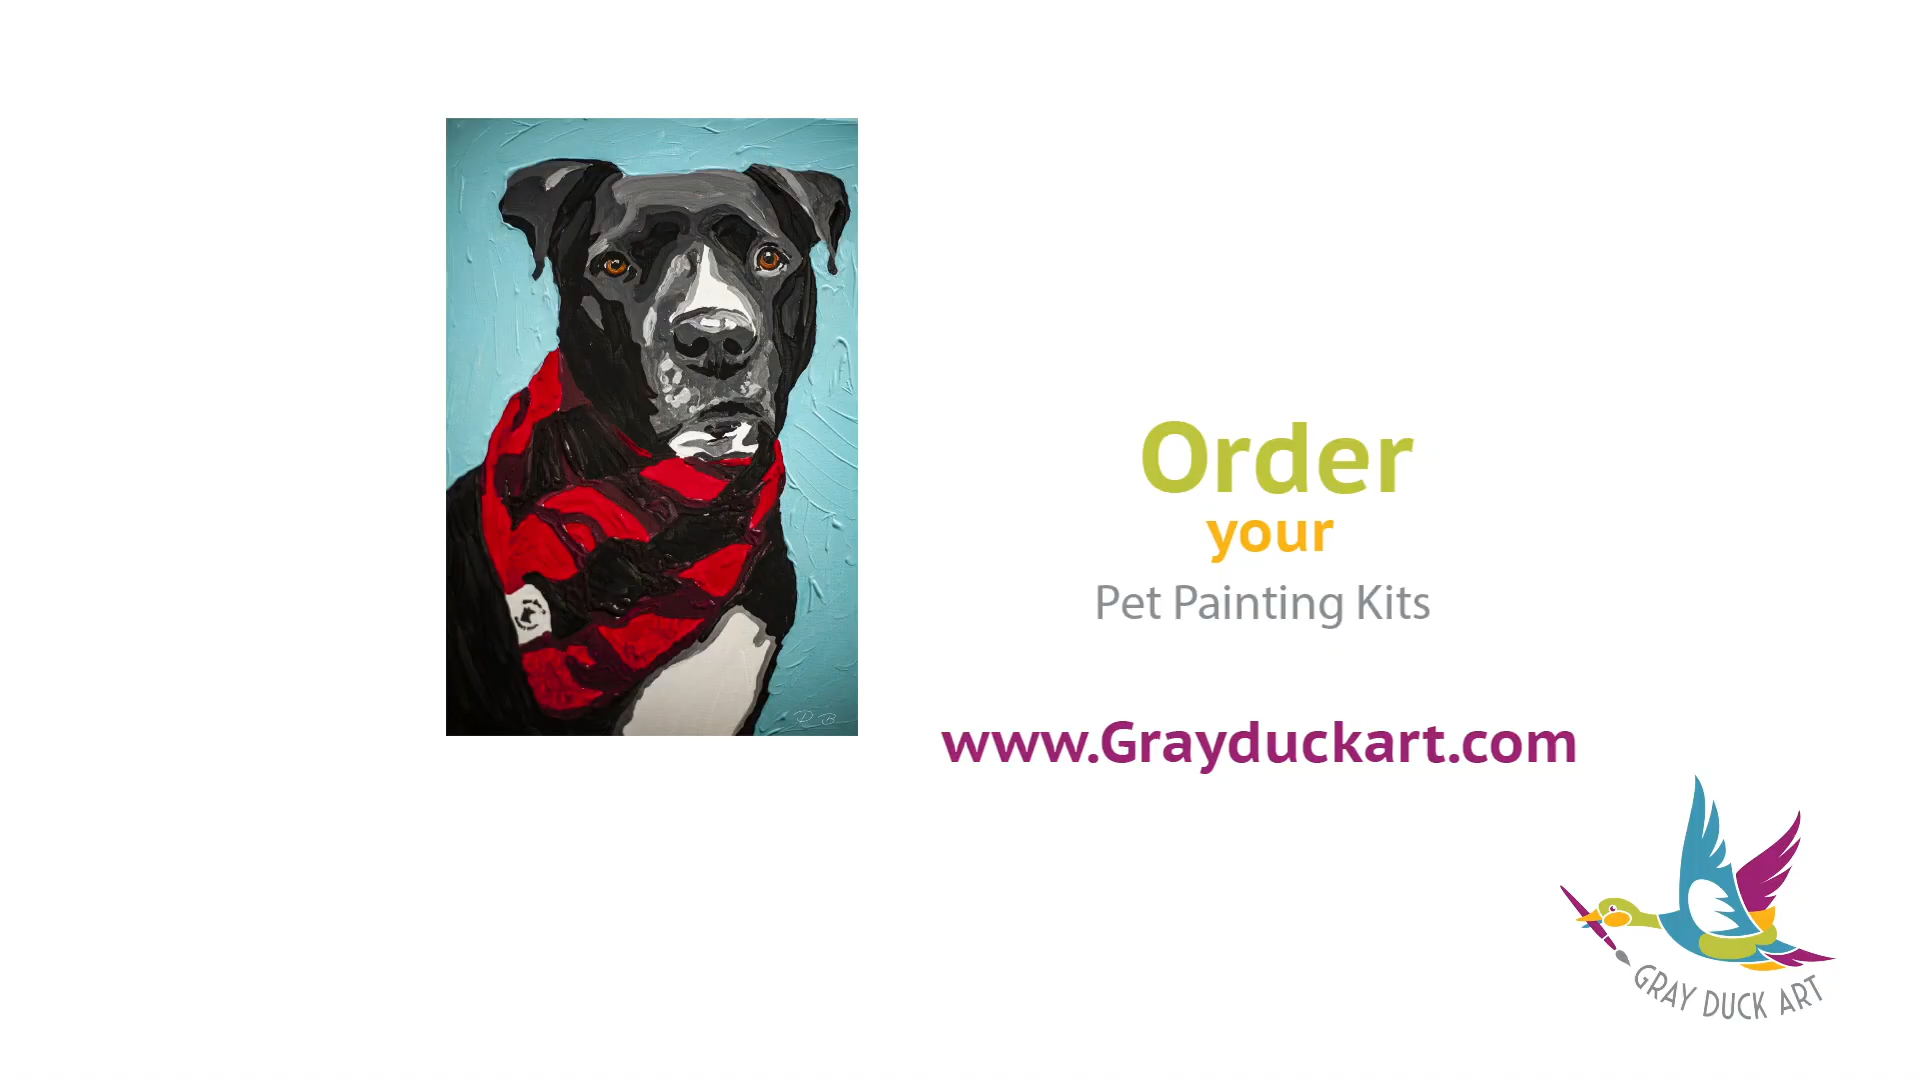 Order
your
Pet Painting Kits
www.Grayduckart.com
GRAY DUCK ART
D B